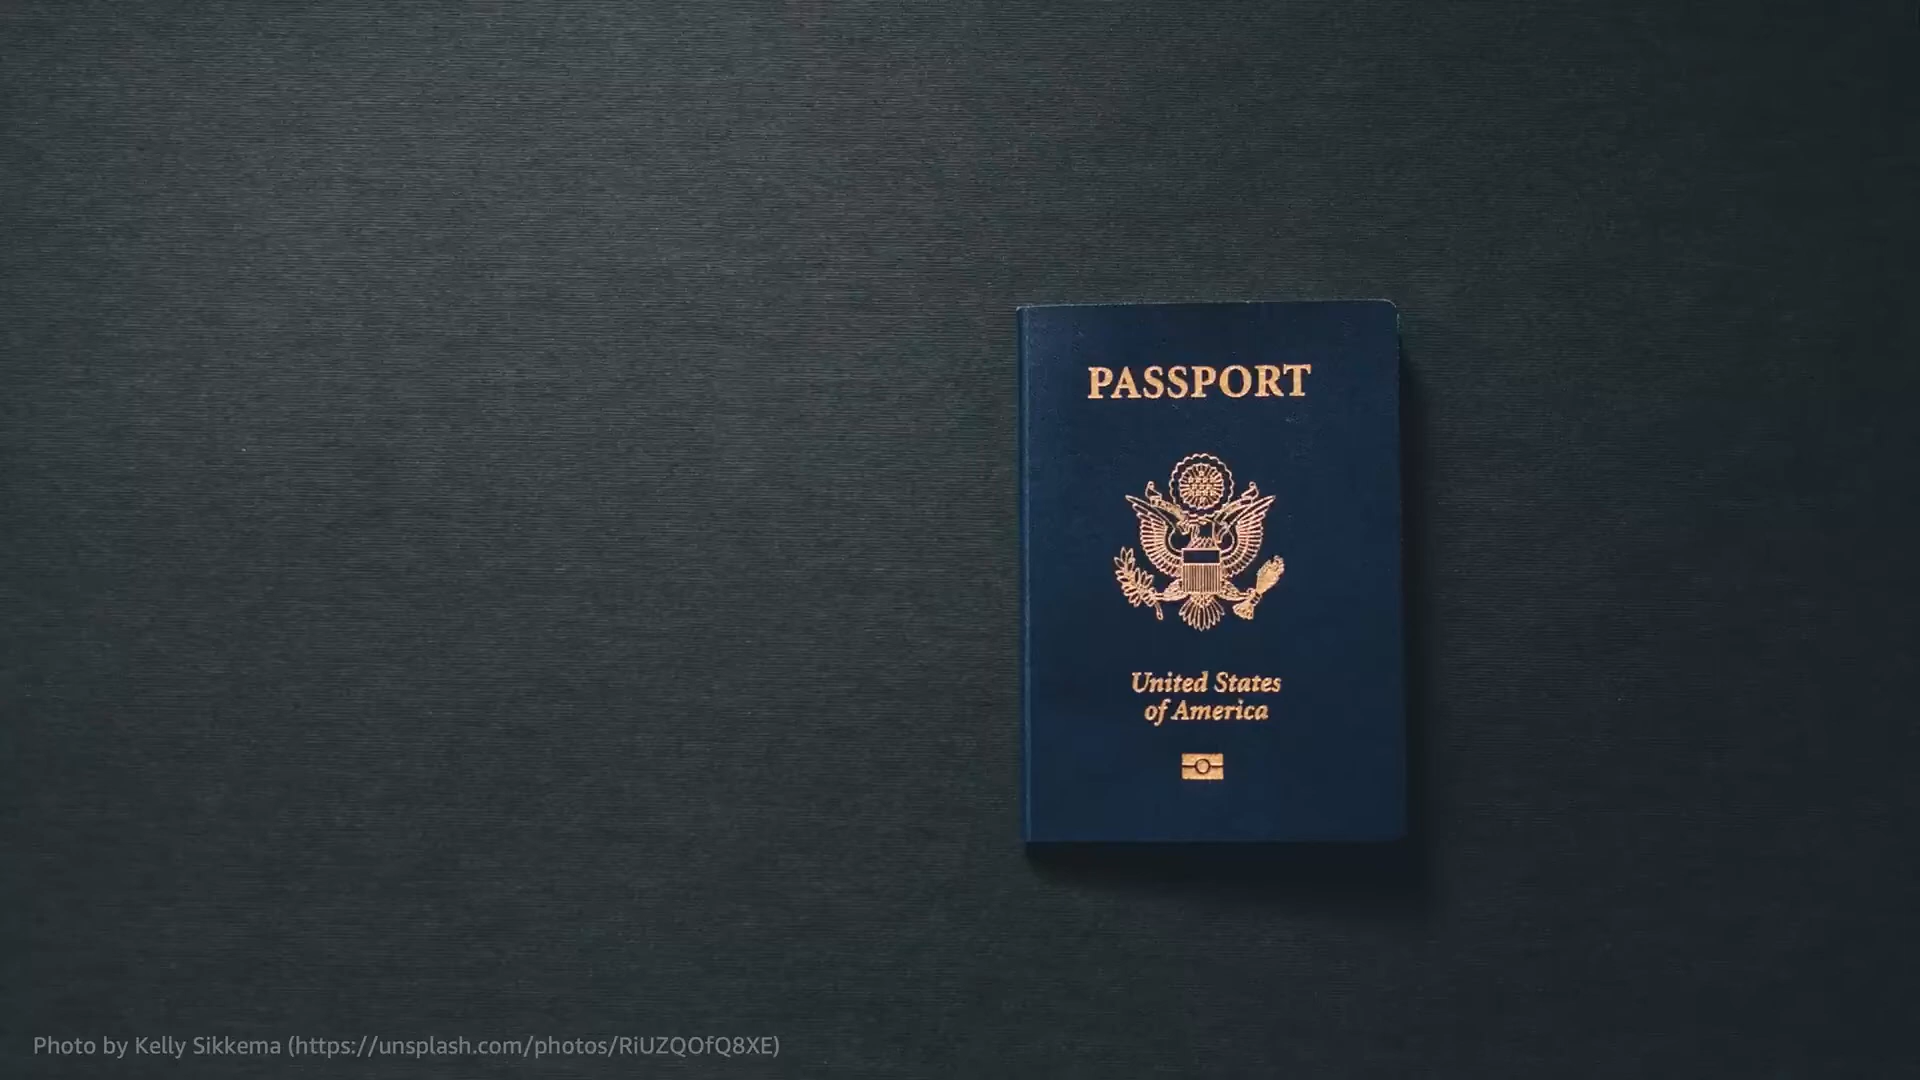 PASSPORT
United States
of America
Photo by Kelly Sikkema (https://unsplash.com/photos/RiUZQOfQ8XE)